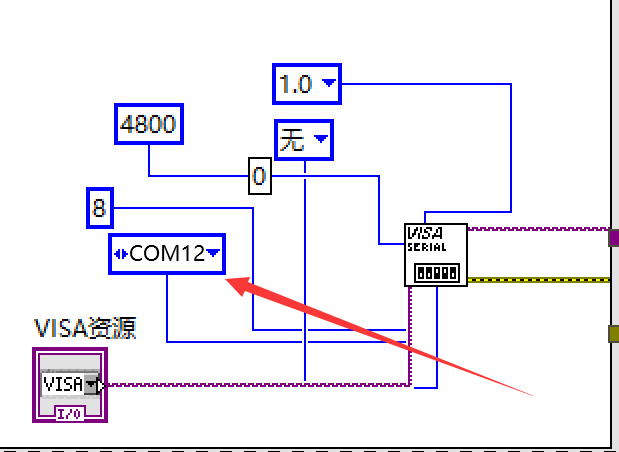 1.0
4800
无
0
8
COM12
VISA
SERIAL
VISA资源
VISA
I/O